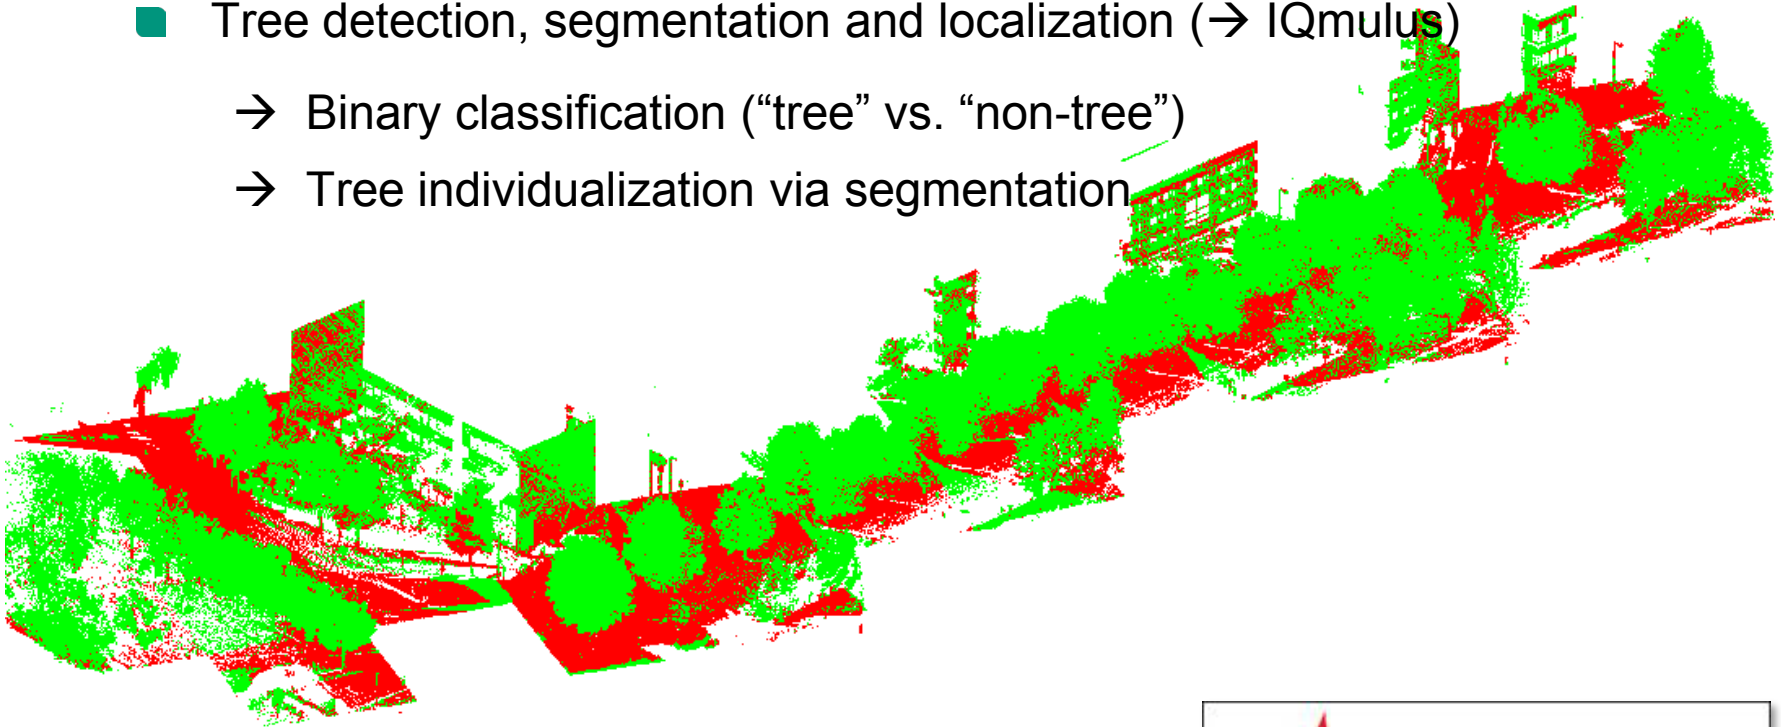 Tree detection, segmentation and localization (→ IQmulus)
→ Binary classification (“tree” vs. “non-tree”)
→ Tree individualization via segmentation